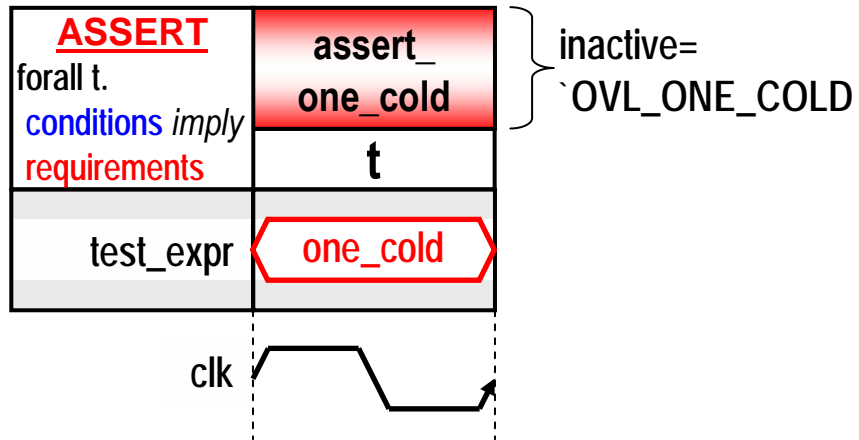 ASSERT
forall t.
conditions imply
requirements
assert_
one_cold
t
inactive=
`OVL_ONE_COLD
test_expr
one_cold
clk